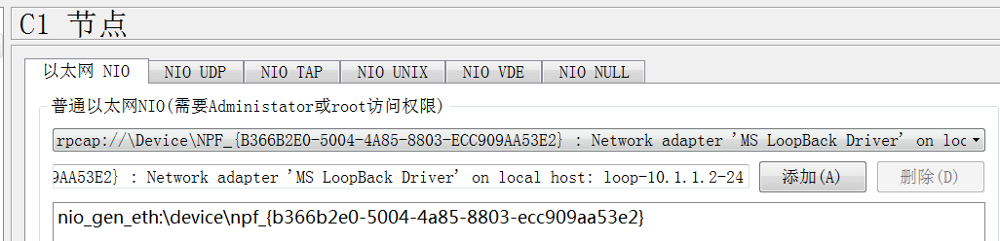 C1 节点
以太网 NIO NIO UDP NIO TAP NIO UNIX NIO VDE NIO NULL
普通以太网NIO(需要Administator或root访问权限)
rpcap://\Device\NPF_{B366B2E0-5004-4A85-8803-ECC909AA53E2} : Network adapter 'MS LoopBack Driver' on loc
9AA53E2} : Network adapter 'MS LoopBack Driver' on local host: loop-10.1.1.2-24 添加(A) 删除(D)
nio_gen_eth:\device\npf_{b366b2e0-5004-4a85-8803-ecc909aa53e2}